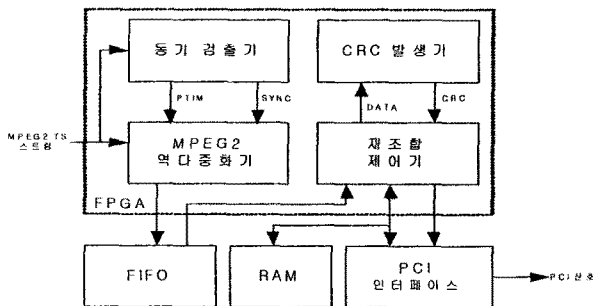 동기 검출기
CRC 발생기
PTIM
SYNC
DATA
CRC
MPEG2 TS
스트림
MPEG2
역다중화기
재조합
제어기
FPGA
FIFO
RAM
PCI
인터페이스
PCI 신호